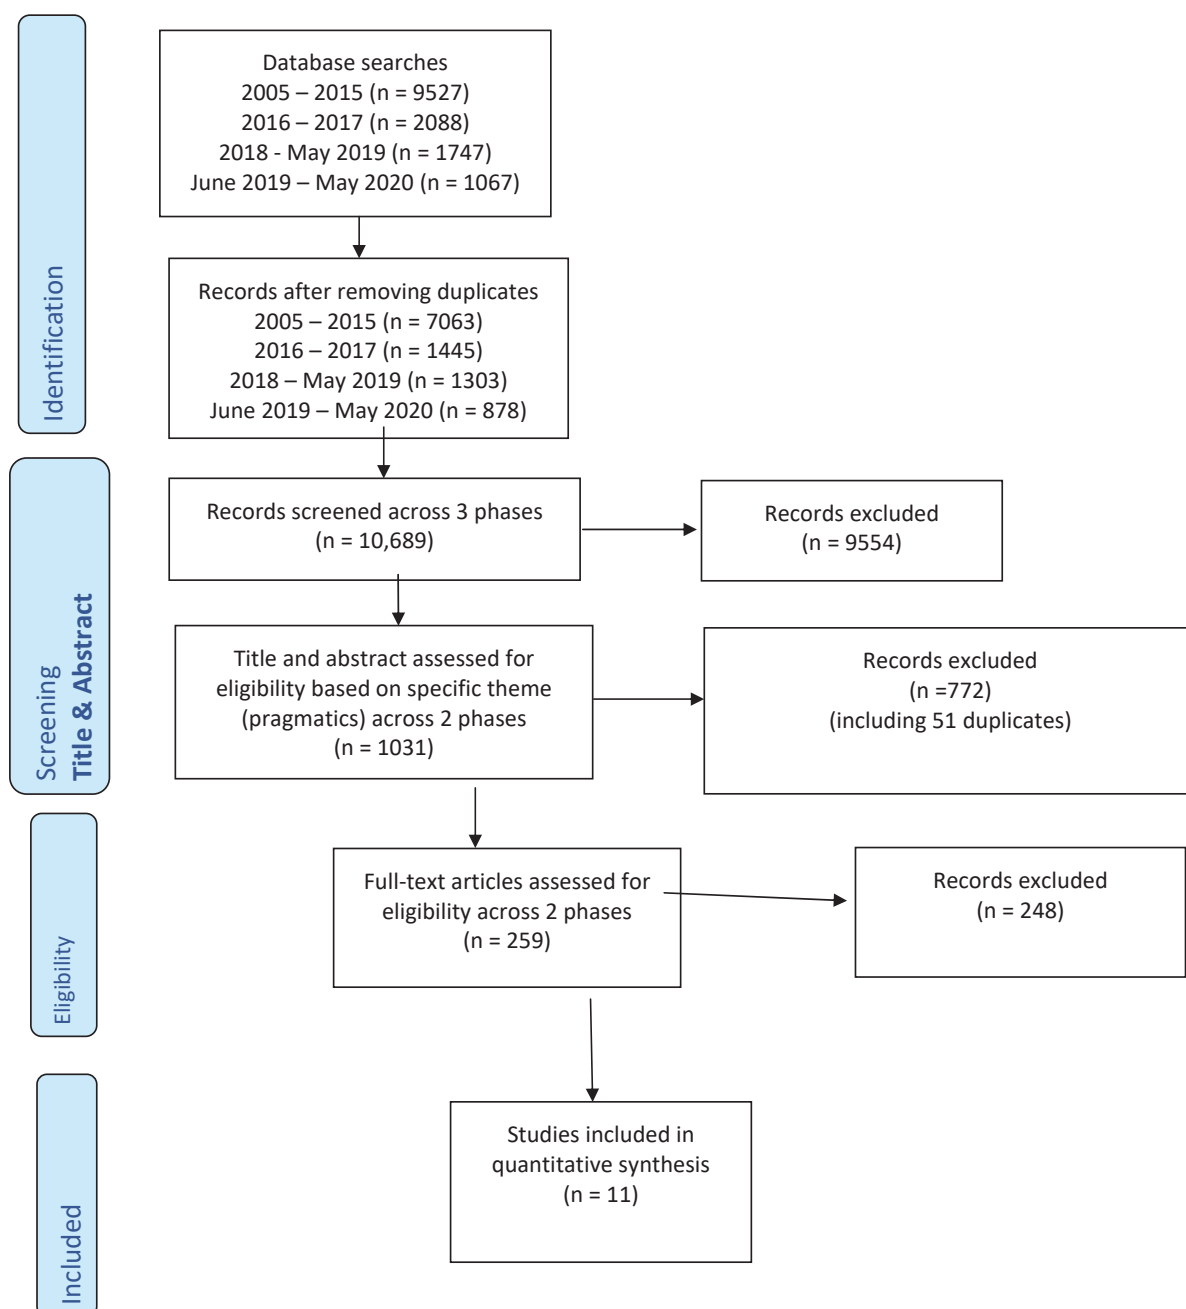 Identification
Database searches
2005 – 2015 (n = 9527)
2016 – 2017 (n = 2088)
2018 - May 2019 (n = 1747)
June 2019 – May 2020 (n = 1067)
Records after removing duplicates
2005 – 2015 (n = 7063)
2016 – 2017 (n = 1445)
2018 – May 2019 (n = 1303)
June 2019 – May 2020 (n = 878)
Screening
Title & Abstract
Records screened across 3 phases
(n = 10,689)
Records excluded
(n = 9554)
Title and abstract assessed for
eligibility based on specific theme
(pragmatics) across 2 phases
(n = 1031)
Records excluded
(n =772)
(including 51 duplicates)
Eligibility
Full-text articles assessed for
eligibility across 2 phases
(n = 259)
Records excluded
(n = 248)
Included
Studies included in
quantitative synthesis
(n = 11)